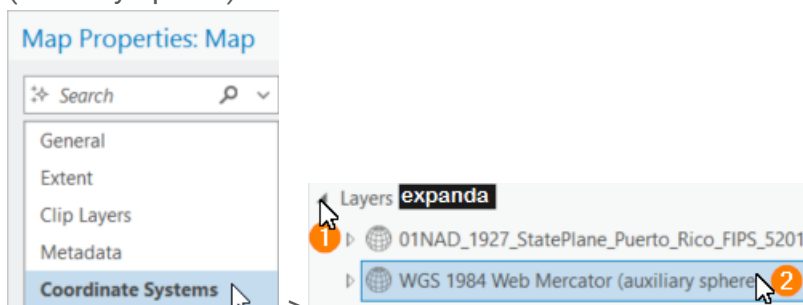 Map Properties: Map
Search
General
Extent
Clip Layers
Metadata
Coordinate Systems
>
Layers expanda
1 01NAD_1927_StatePlane_Puerto_Rico_FIPS_5201
WGS 1984 Web Mercator (auxiliary sphere 2